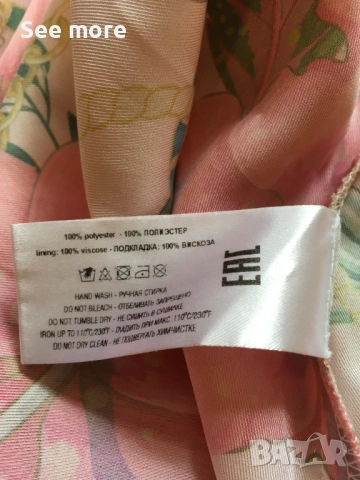 See more
100% polyester - 100% ПОЛИЭСТЕР
lining: 100% viscose - ПОДКЛАДКА: 100% ВИСКОЗА
EAC
HAND WASH - РУЧНАЯ СТИРКА
DO NOT BLEACH - ОТБЕЛИВАТЬ ЗАПРЕЩЕНО
DO NOT TUMBLE DRY - НЕ СУШИТЬ В СУШИЛКЕ
IRON UP TO 110°C/230°F - ГЛАДИТЬ ПРИ МАКС. 110°C/230°F
DO NOT DRY CLEAN - НЕ ПОДВЕРГАТЬ ХИМЧИСТКЕ
BAZAR